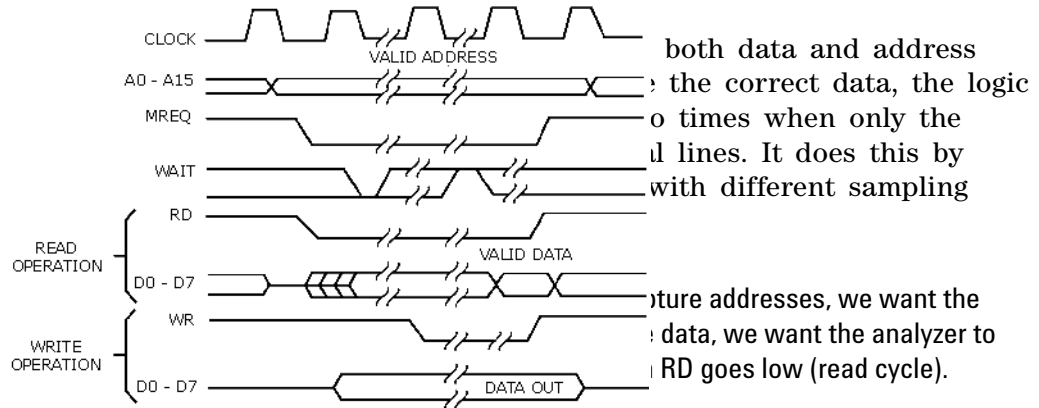 CLOCK
VALID ADDRESS
both data and address
A0 - A15
the correct data, the logic
MREQ
times when only the
WAIT
lines. It does this by
with different sampling
RD
READ
OPERATION
VALID DATA
D0 - D7
addresses, we want the
WR
data, we want the analyzer to
WRITE
OPERATION
RD goes low (read cycle).
D0 - D7
DATA OUT